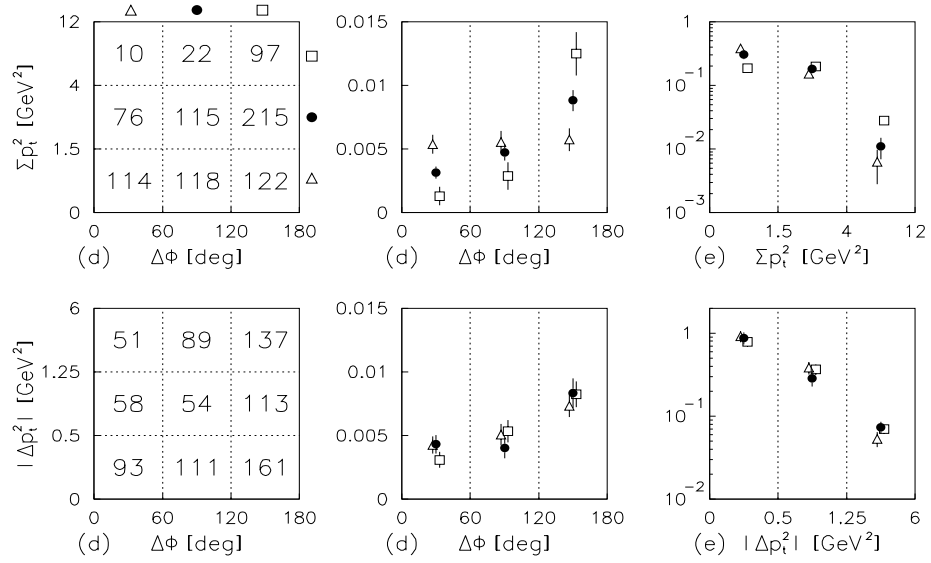 12
4
1.5
0
Σp_t^2 [GeV^2]
10 22 97
76 115 215
114 118 122
0 60 120 180
(d) ΔΦ [deg]
0.015
0.01
0.005
0
0 60 120 180
(d) ΔΦ [deg]
1
10^-1
10^-2
10^-3
0 1.5 4 12
(e) Σp_t^2 [GeV^2]
6
1.25
0.5
0
|Δp_t^2| [GeV^2]
51 89 137
58 54 113
93 111 161
0 60 120 180
(d) ΔΦ [deg]
0.015
0.01
0.005
0
0 60 120 180
(d) ΔΦ [deg]
1
10^-1
10^-2
0 0.5 1.25 6
(e) |Δp_t^2| [GeV^2]